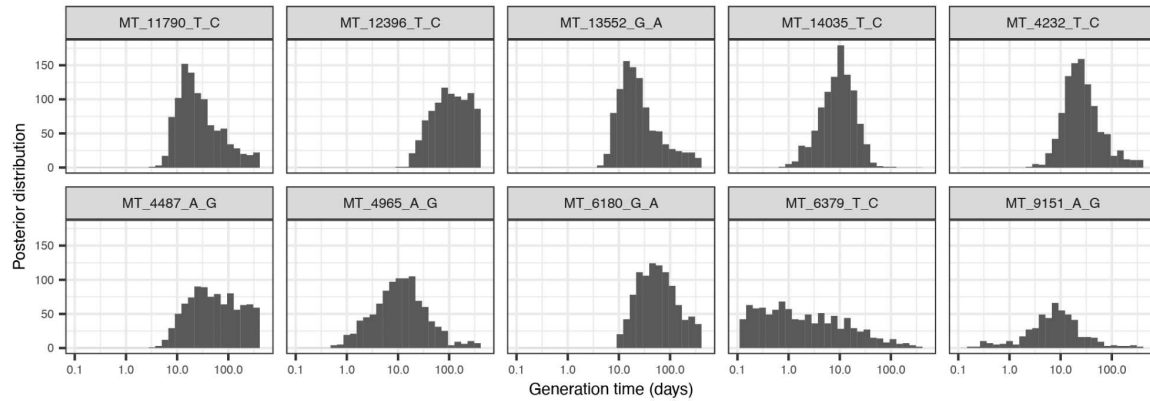 MT_11790_T_C MT_12396_T_C MT_13552_G_A MT_14035_T_C MT_4232_T_C
150
100
50
0
MT_4487_A_G MT_4965_A_G MT_6180_G_A MT_6379_T_C MT_9151_A_G
150
100
50
0
0.1 1.0 10.0 100.0 0.1 1.0 10.0 100.0 0.1 1.0 10.0 100.0 0.1 1.0 10.0 100.0 0.1 1.0 10.0 100.0
Posterior distribution
Generation time (days)